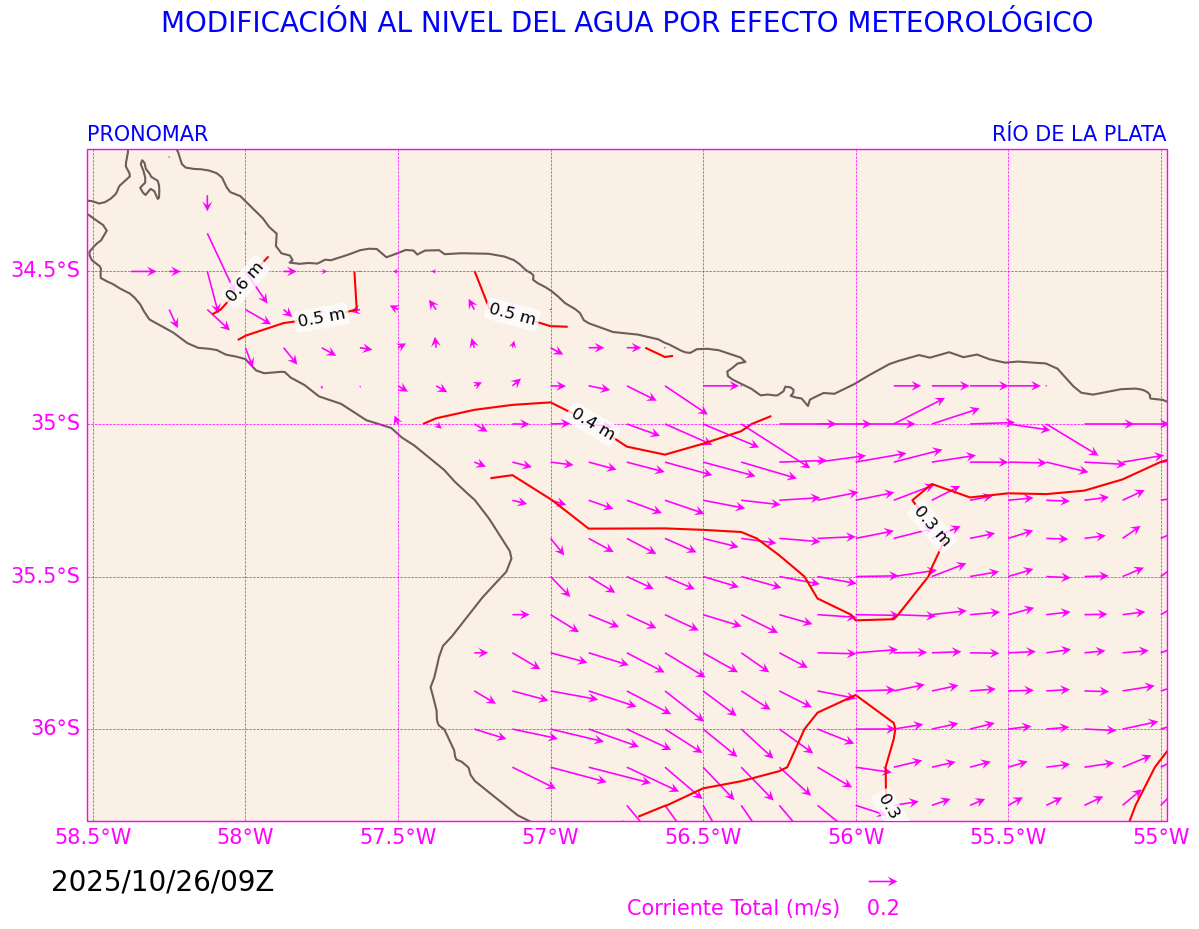 MODIFICACIÓN AL NIVEL DEL AGUA POR EFECTO METEOROLÓGICO
PRONOMAR
RÍO DE LA PLATA
34.5°S
0.6 m
0.5 m
0.5 m
35°S
0.4 m
0.3 m
35.5°S
36°S
0.3
58.5°W
58°W
57.5°W
57°W
56.5°W
56°W
55.5°W
55°W
2025/10/26/09Z
Corriente Total (m/s) 0.2